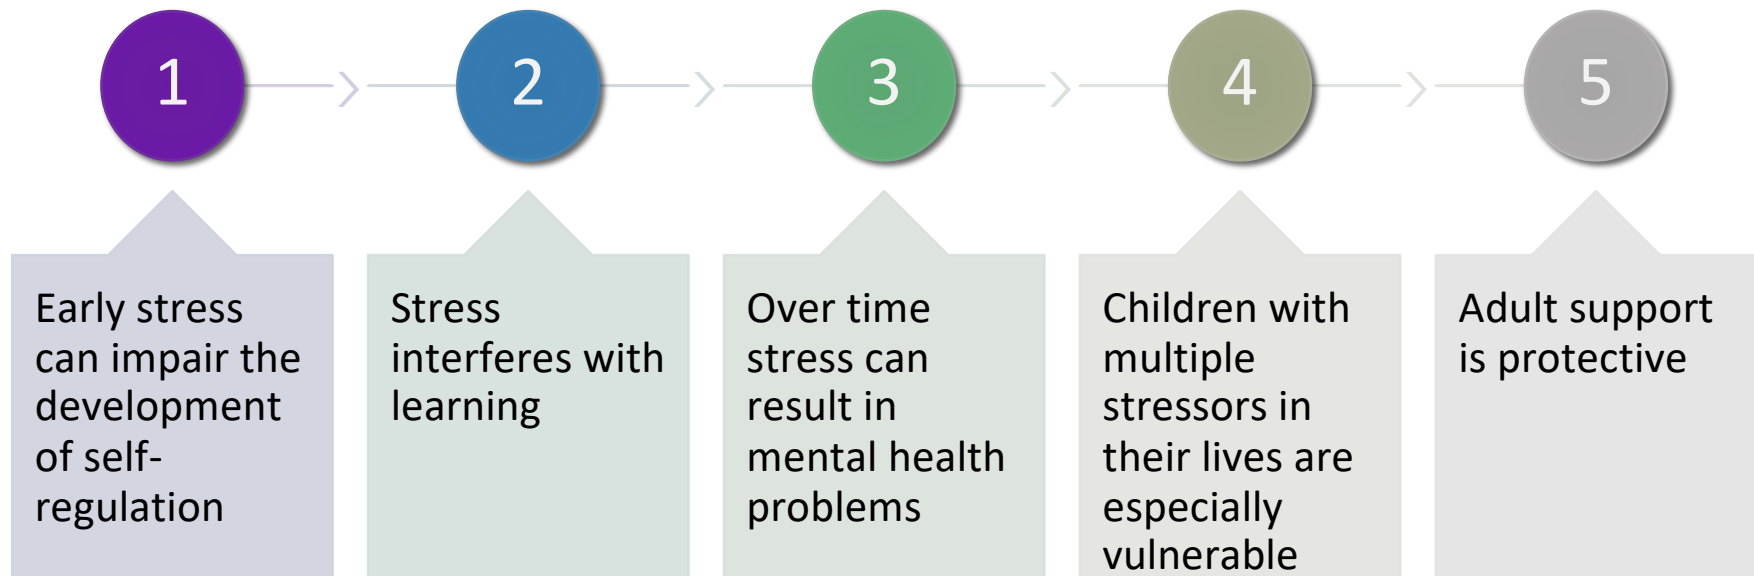 1
2
3
4
5
Early stress
can impair the
development
of self-
regulation
Stress
interferes with
learning
Over time
stress can
result in
mental health
problems
Children with
multiple
stressors in
their lives are
especially
vulnerable
Adult support
is protective